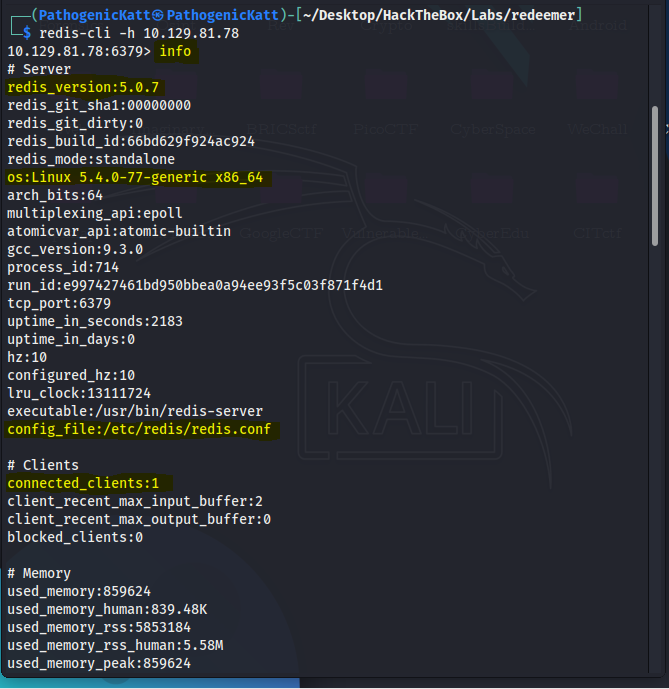 (PathogenicKatt㉿PathogenicKatt)-[~/Desktop/HackTheBox/Labs/redeemer]
$ redis-cli -h 10.129.81.78
10.129.81.78:6379> info
# Server
redis_version:5.0.7
redis_git_sha1:00000000
redis_git_dirty:0
redis_build_id:66bd629f924ac924
redis_mode:standalone
os:Linux 5.4.0-77-generic x86_64
arch_bits:64
multiplexing_api:epoll
atomicvar_api:atomic-builtin
gcc_version:9.3.0
process_id:714
run_id:e997427461bd950bbea0a94ee93f5c03f871f4d1
tcp_port:6379
uptime_in_seconds:2183
uptime_in_days:0
hz:10
configured_hz:10
lru_clock:13111724
executable:/usr/bin/redis-server
config_file:/etc/redis/redis.conf
# Clients
connected_clients:1
client_recent_max_input_buffer:2
client_recent_max_output_buffer:0
blocked_clients:0
# Memory
used_memory:859624
used_memory_human:839.48K
used_memory_rss:5853184
used_memory_rss_human:5.58M
used_memory_peak:859624
KALI
PicoCTF
CyberSpace
GoogleCTF